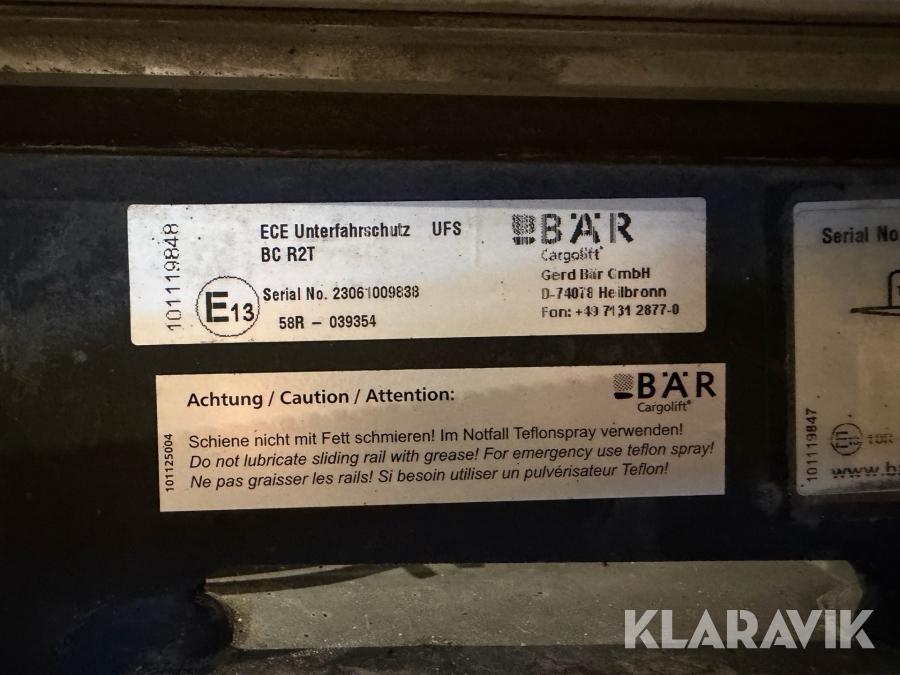 101119848
ECE Unterfahrschutz UFS
BC R2T
E13
Serial No. 23061009838
58R - 039354
BÄR
Cargolift®
Gerd Bär GmbH
D-74078 Heilbronn
Fon: +49 7131 2877-0
Achtung / Caution / Attention:
BÄR
Cargolift®
101125004
Schiene nicht mit Fett schmieren! Im Notfall Teflonspray verwenden!
Do not lubricate sliding rail with grease! For emergency use teflon spray!
Ne pas graisser les rails! Si besoin utiliser un pulvérisateur Teflon!
Serial No
101119847
www.b
KLARAVIK